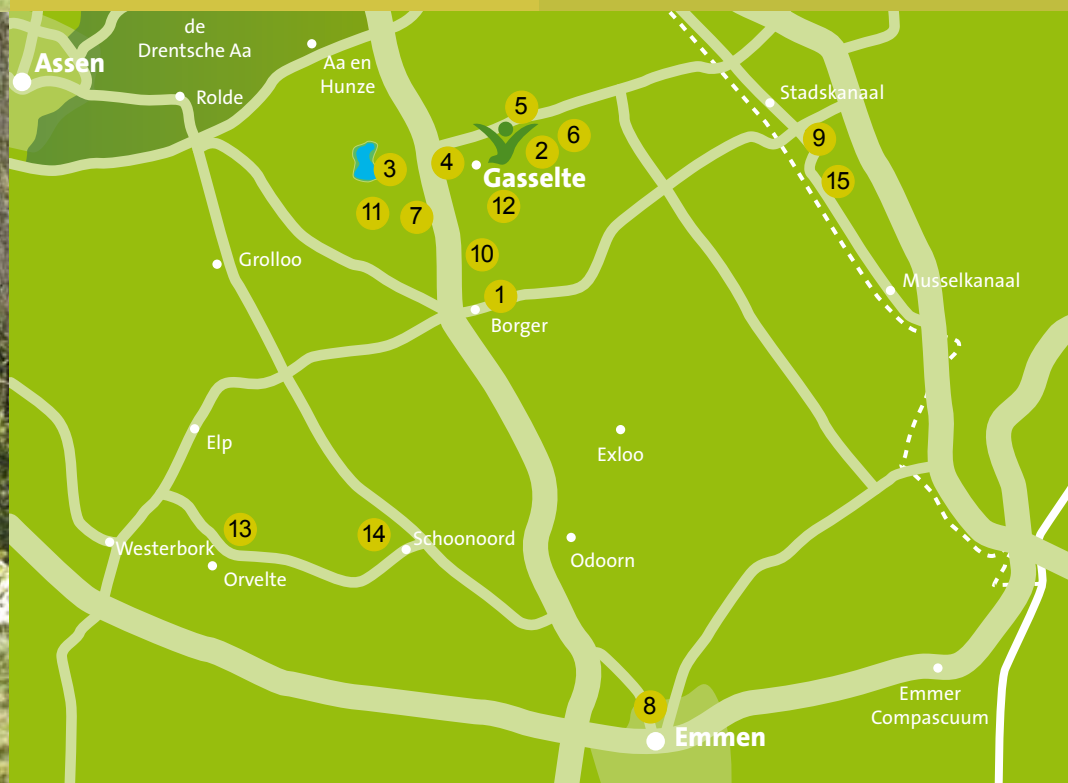 de
Drentsche Aa
Assen
Aa en
Hunze
Rolde
Stadskanaal
5
6
9
2
4
3
Gasselte
15
12
11
7
10
Grolloo
Musselkanaal
1
Borger
Elp
Exloo
13
14
Schoonoord
Westerbork
Odoorn
Orvelte
Emmer
Compascuum
8
Emmen